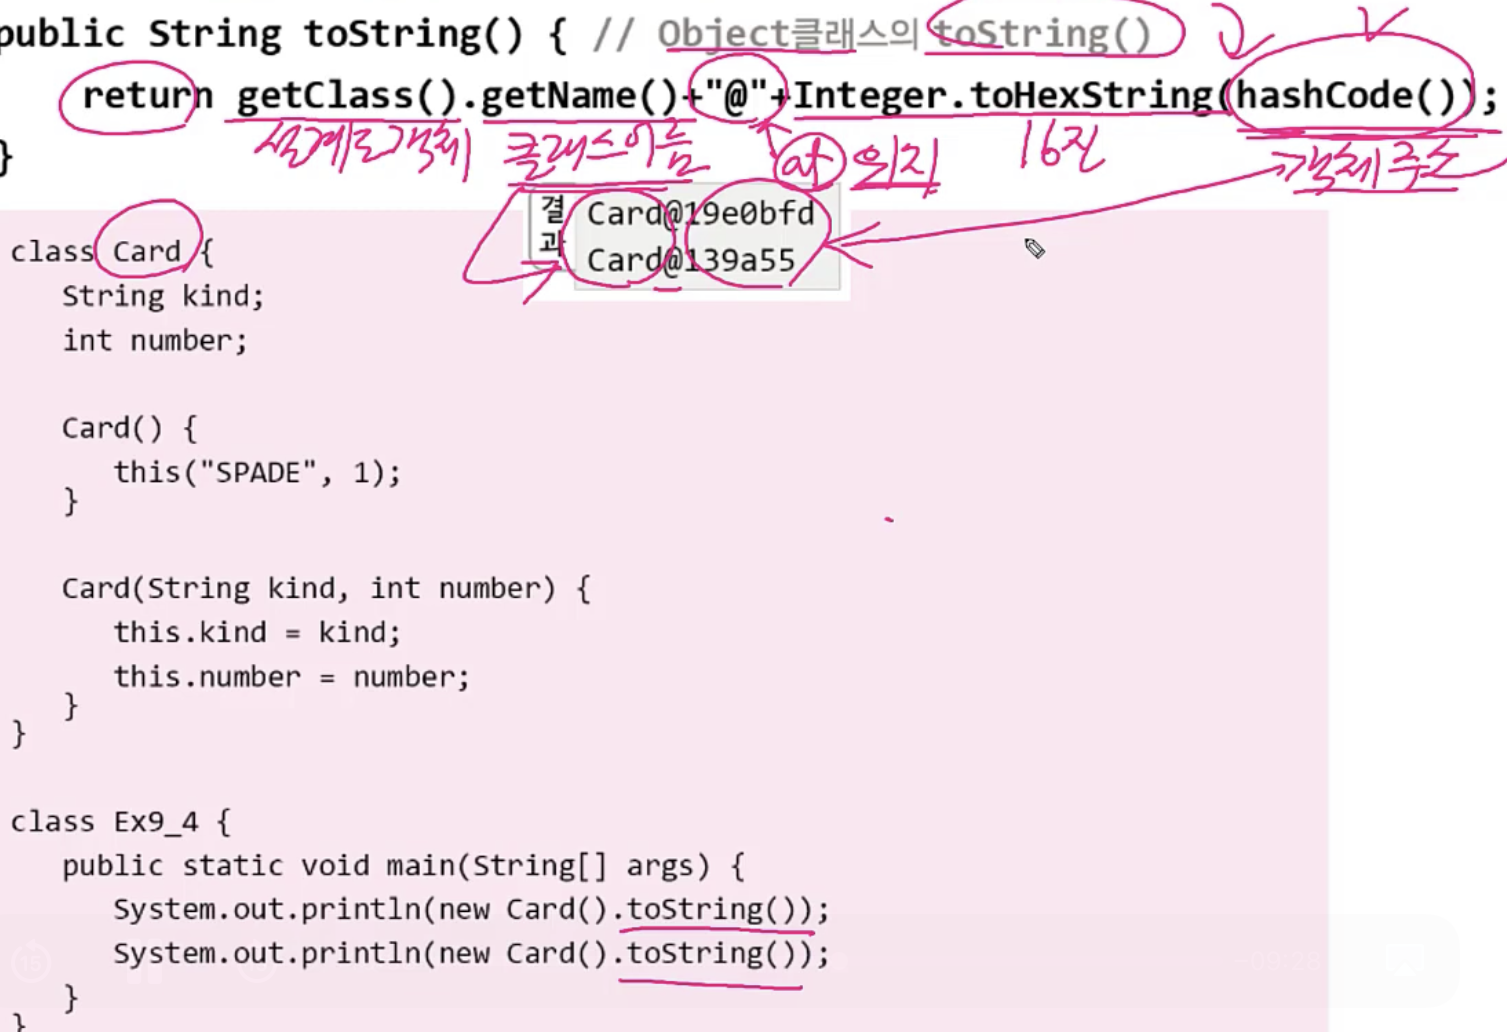 public String toString() { // Object클래스의 toString()
return getClass().getName()+"@"+Integer.toHexString(hashCode());
설계도객체 클래스이름 at 위치 16진 객체주소
}
결과
Card@19e0bfd
Card@139a55
class Card {
String kind;
int number;
Card() {
this("SPADE", 1);
}
Card(String kind, int number) {
this.kind = kind;
this.number = number;
}
}
class Ex9_4 {
public static void main(String[] args) {
System.out.println(new Card().toString());
System.out.println(new Card().toString());
}
}